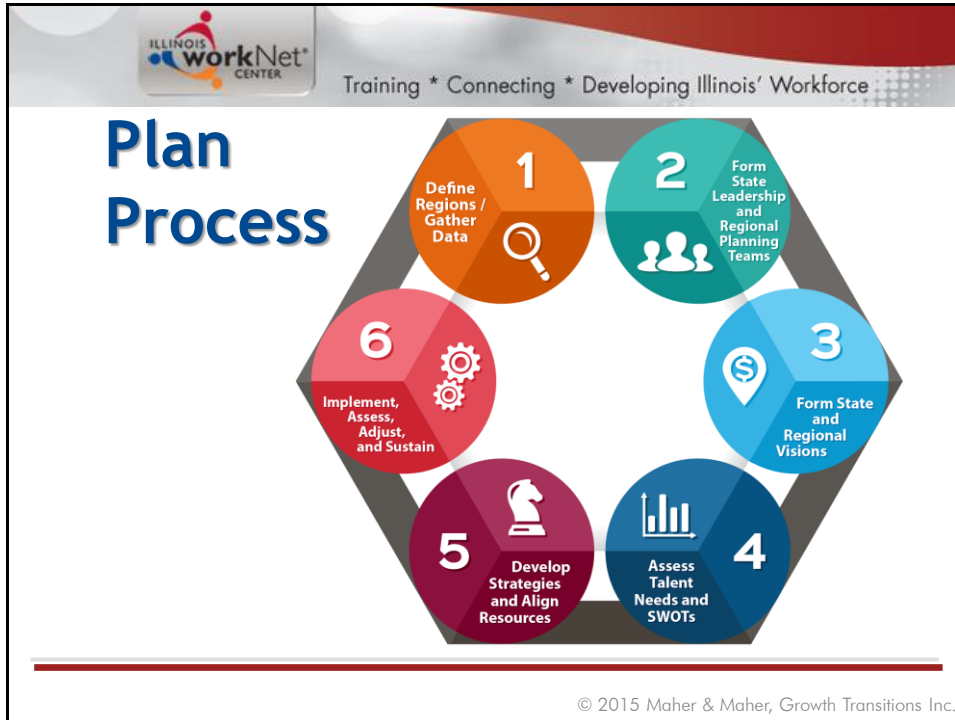 ILLINOIS
workNet®
CENTER
Training * Connecting * Developing Illinois' Workforce
Plan
Process
1
Define
Regions /
Gather
Data
2
Form
State
Leadership
and
Regional
Planning
Teams
3
$
Form State
and
Regional
Visions
4
Assess
Talent
Needs and
SWOTs
5
Develop
Strategies
and Align
Resources
6
Implement,
Assess,
Adjust,
and Sustain
© 2015 Maher & Maher, Growth Transitions Inc.